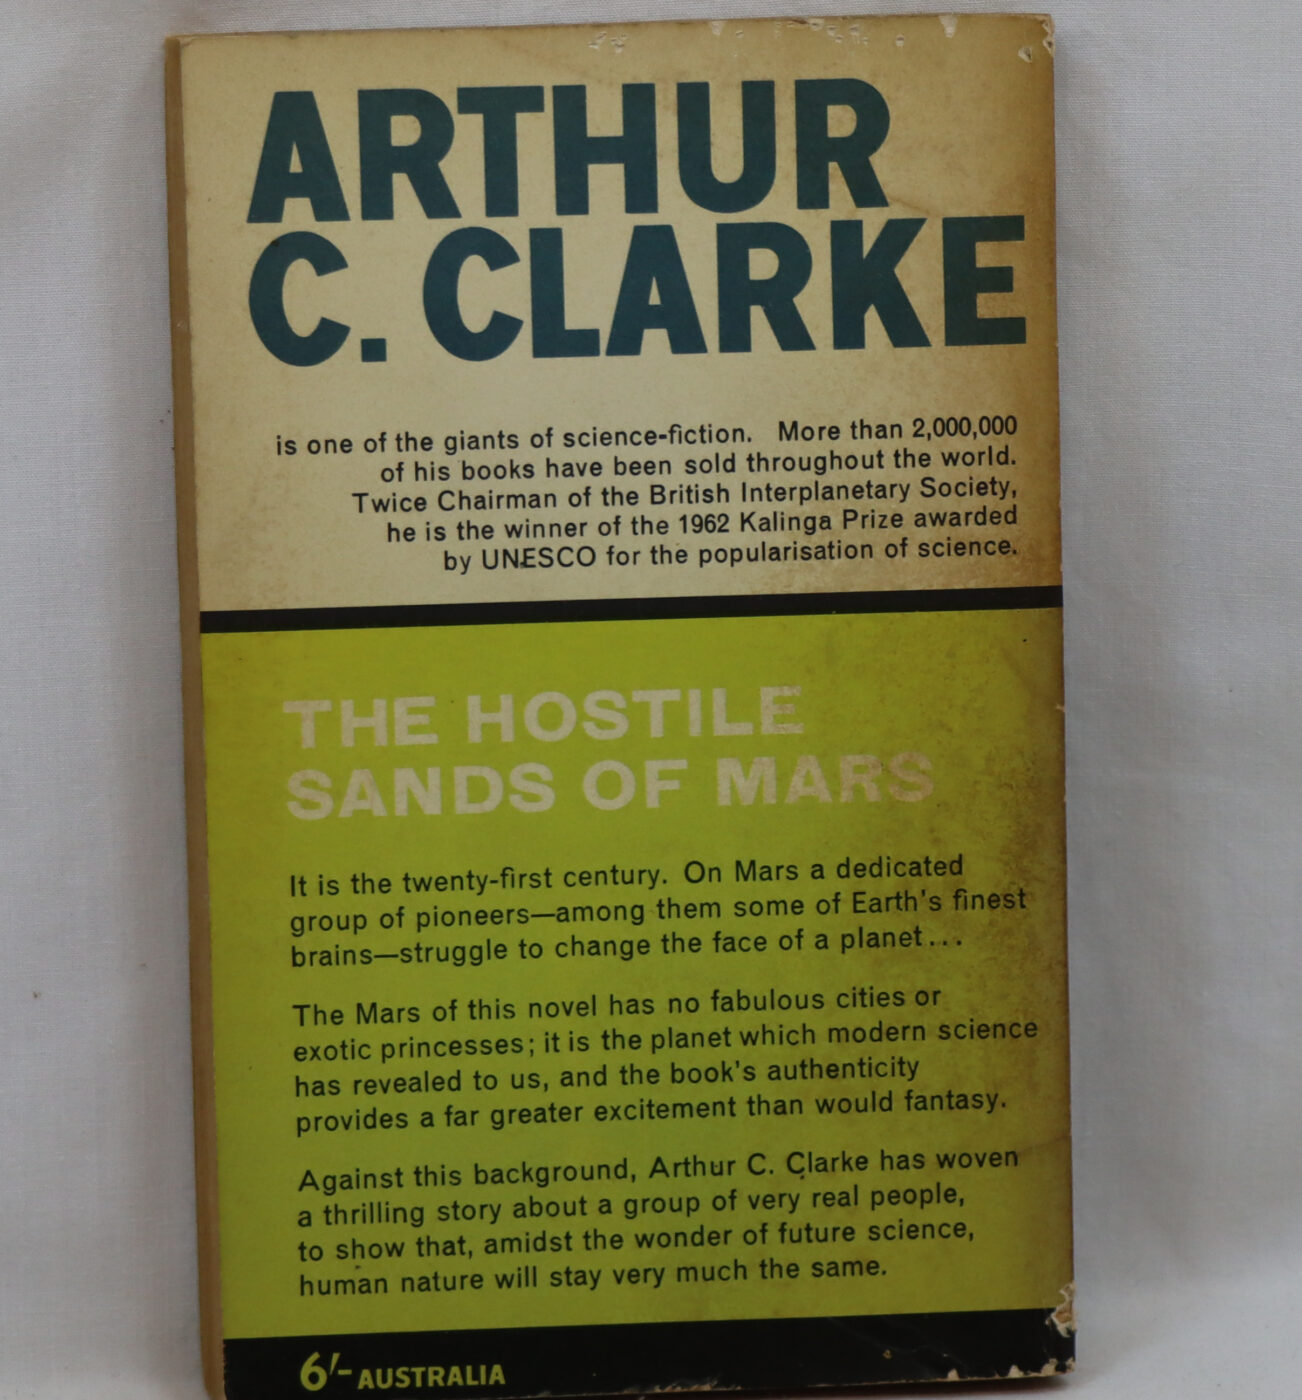 ARTHUR
C. CLARKE
is one of the giants of science-fiction. More than 2,000,000
of his books have been sold throughout the world.
Twice Chairman of the British Interplanetary Society,
he is the winner of the 1962 Kalinga Prize awarded
by UNESCO for the popularisation of science.
THE HOSTILE
SANDS OF MARS
It is the twenty-first century. On Mars a dedicated
group of pioneers—among them some of Earth's finest
brains—struggle to change the face of a planet...
The Mars of this novel has no fabulous cities or
exotic princesses; it is the planet which modern science
has revealed to us, and the book's authenticity
provides a far greater excitement than would fantasy.
Against this background, Arthur C. Clarke has woven
a thrilling story about a group of very real people,
to show that, amidst the wonder of future science,
human nature will stay very much the same.
6/- AUSTRALIA